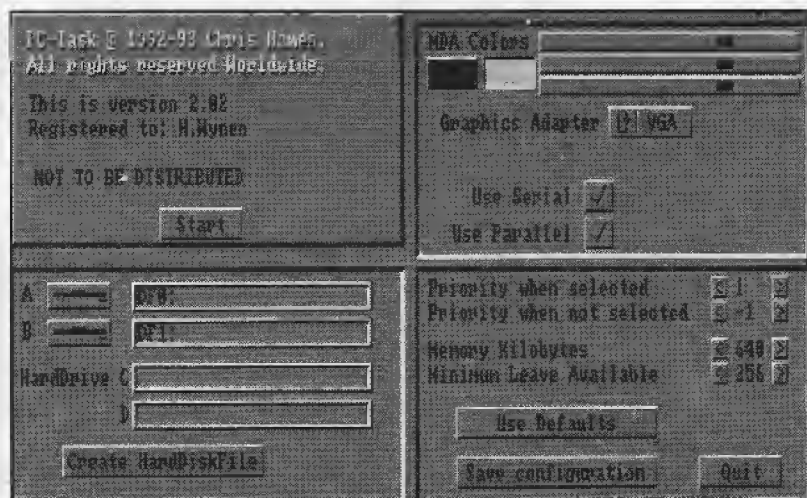 PC-Task © 1992-93 Chris Hames.
All rights reserved Worldwide.
This is version 2.02
Registered to: H.Wynen
NOT TO BE DISTRIBUTED
Start
MDA Colors
Graphics Adapter VGA
Use Serial ✓
Use Parallel ✓
A DF0:
B DF1:
HardDrive C
D
Create HardDiskFile
Priority when selected < 1 >
Priority when not selected < -1 >
Memory Kilobytes < 640 >
Minimum Leave Available < 256 >
Use Defaults
Save configuration Quit